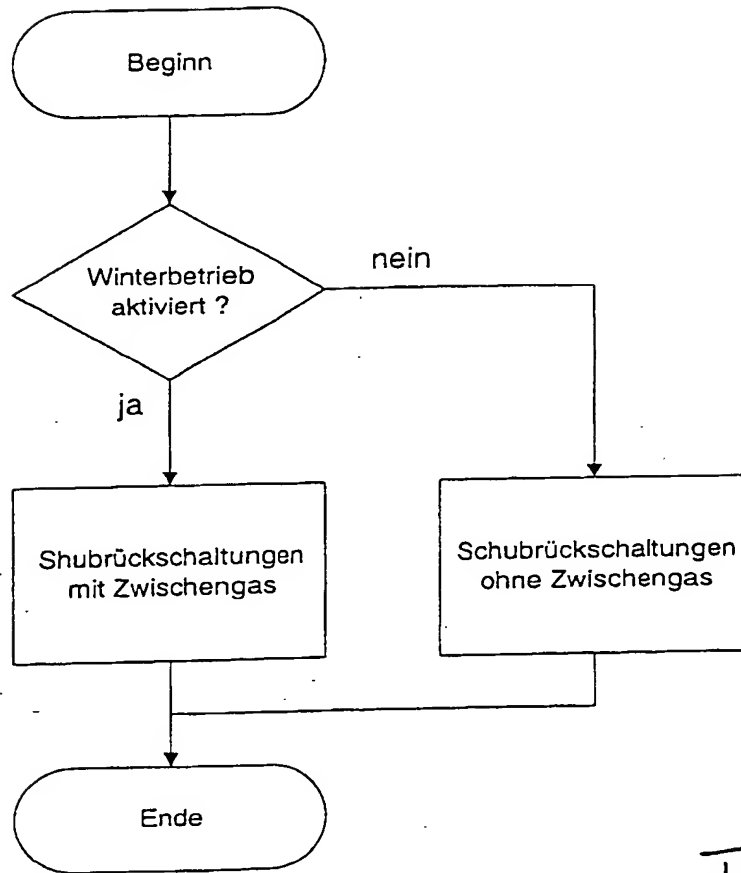 Beginn
Winterbetrieb
aktiviert ?
nein
ja
Shubrückschaltungen
mit Zwischengas
Schubrückschaltungen
ohne Zwischengas
Ende